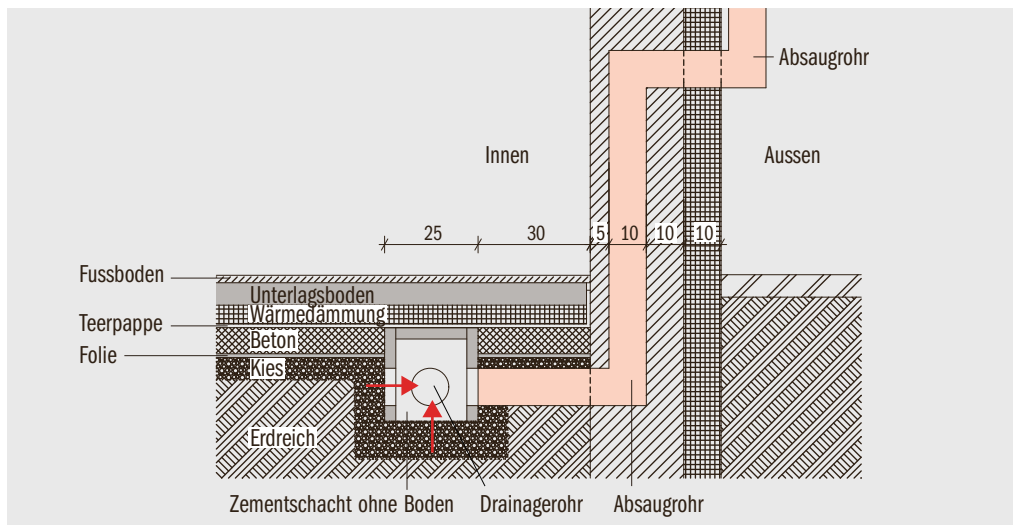 Absaugrohr
Innen
Aussen
25
30
5
10
10
10
Fussboden
Unterlagsboden
Wärmedämmung
Teerpappe
Beton
Folie
Kies
Erdreich
Zementschacht ohne Boden
Drainagerohr
Absaugrohr